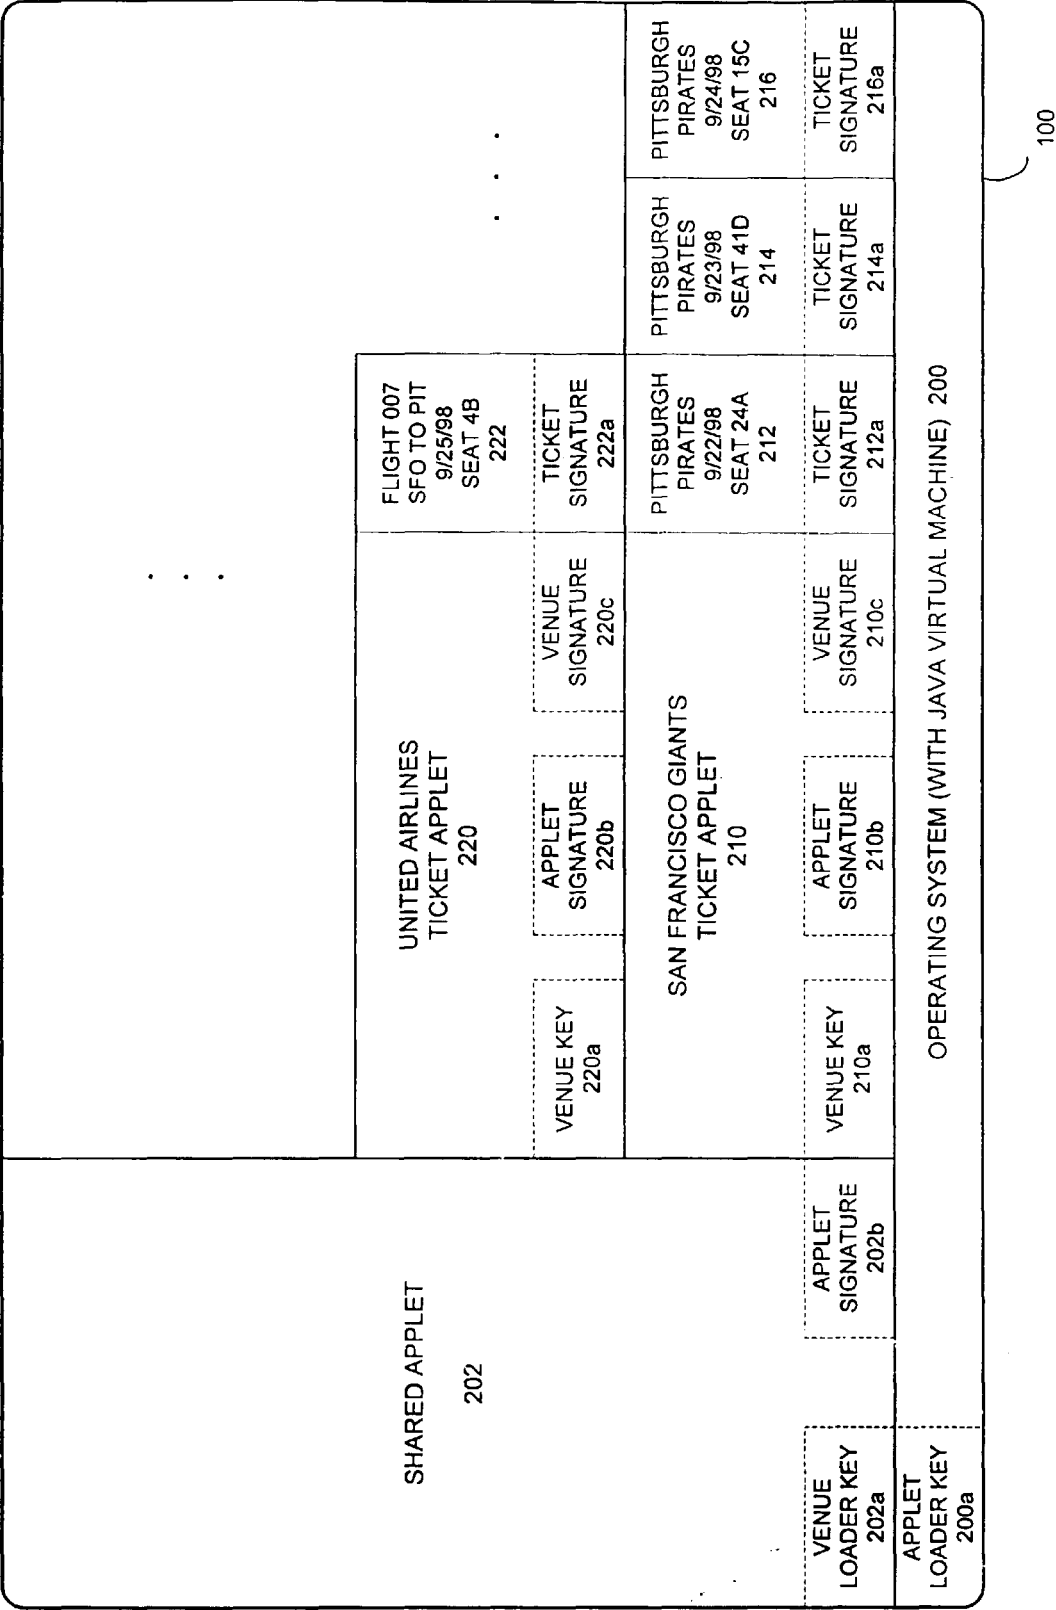 SHARED APPLET
202
VENUE
LOADER KEY
202a
APPLET
SIGNATURE
202b
APPLET
LOADER KEY
200a
OPERATING SYSTEM (WITH JAVA VIRTUAL MACHINE) 200
UNITED AIRLINES
TICKET APPLET
220
VENUE KEY
220a
APPLET
SIGNATURE
220b
VENUE
SIGNATURE
220c
FLIGHT 007
SFO TO PIT
9/25/98
SEAT 4B
222
TICKET
SIGNATURE
222a
SAN FRANCISCO GIANTS
TICKET APPLET
210
VENUE KEY
210a
APPLET
SIGNATURE
210b
VENUE
SIGNATURE
210c
PITTSBURGH
PIRATES
9/22/98
SEAT 24A
212
TICKET
SIGNATURE
212a
PITTSBURGH
PIRATES
9/23/98
SEAT 41D
214
TICKET
SIGNATURE
214a
PITTSBURGH
PIRATES
9/24/98
SEAT 15C
216
TICKET
SIGNATURE
216a
100